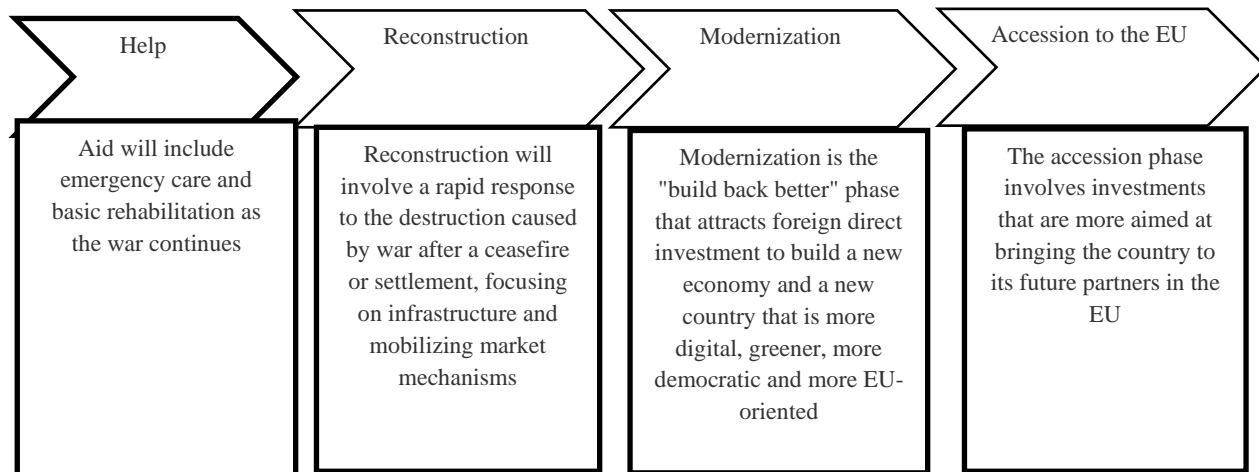 Help
Aid will include
emergency care and
basic rehabilitation as
the war continues
Reconstruction
Reconstruction will
involve a rapid response
to the destruction caused
by war after a ceasefire
or settlement, focusing
on infrastructure and
mobilizing market
mechanisms
Modernization
Modernization is the
"build back better" phase
that attracts foreign direct
investment to build a new
economy and a new
country that is more
digital, greener, more
democratic and more EU-
oriented
Accession to the EU
The accession phase
involves investments
that are more aimed at
bringing the country to
its future partners in the
EU